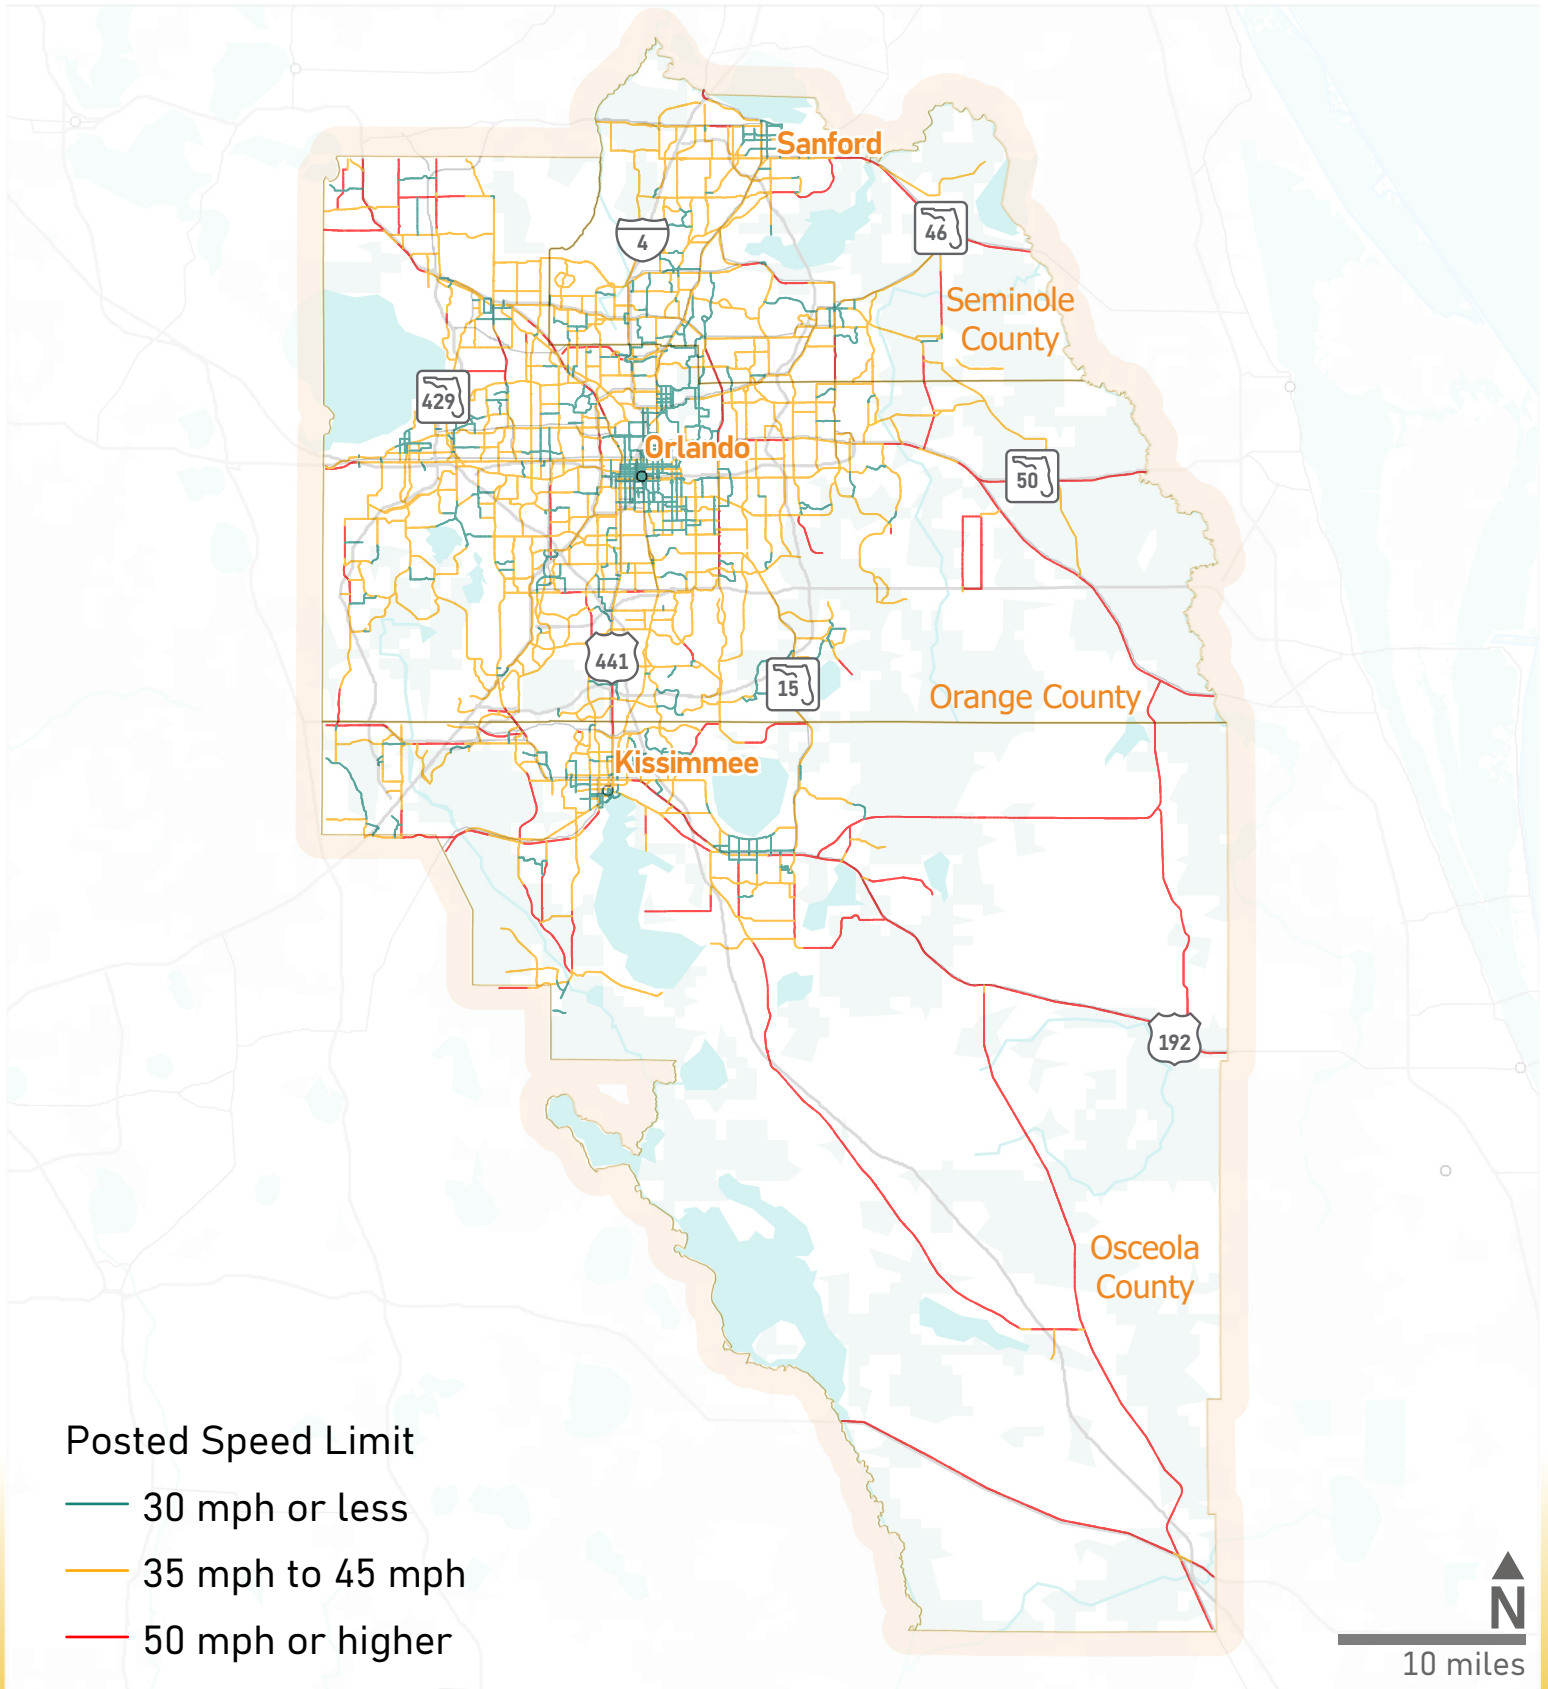 Sanford
46
4
Seminole
County
429
Orlando
50
441
15
Orange County
Kissimmee
192
Osceola
County
Posted Speed Limit
30 mph or less
35 mph to 45 mph
50 mph or higher
N
10 miles